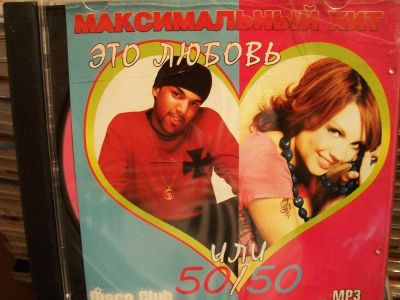 МАКСИМАЛЬНЫЙ ХИТ
ЭТО ЛЮБОВЬ
или
50/50
Disco Club
MP3